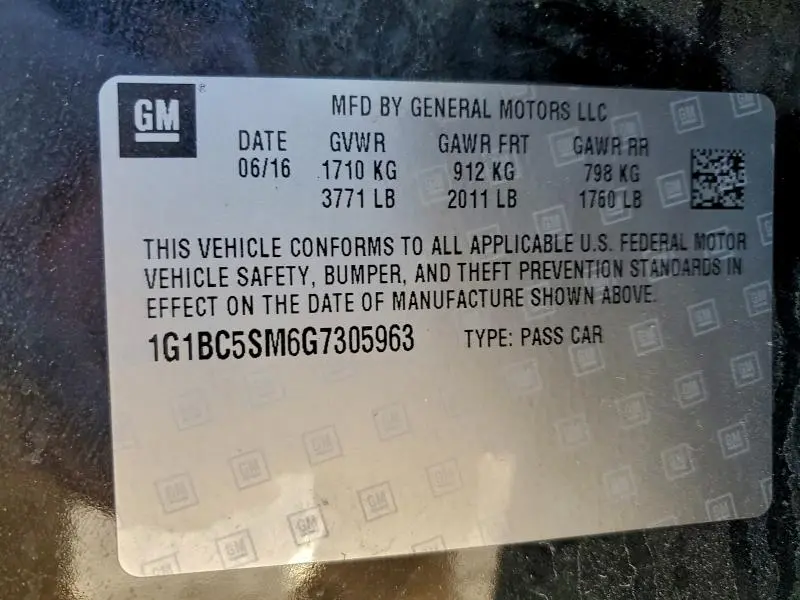 GM® MFD BY GENERAL MOTORS LLC
DATE GVWR GAWR FRT GAWR RR
06/16 1710 KG 912 KG 798 KG
3771 LB 2011 LB 1760 LB
THIS VEHICLE CONFORMS TO ALL APPLICABLE U.S. FEDERAL MOTOR
VEHICLE SAFETY, BUMPER, AND THEFT PREVENTION STANDARDS IN
EFFECT ON THE DATE OF MANUFACTURE SHOWN ABOVE.
1G1BC5SM6G7305963 TYPE: PASS CAR